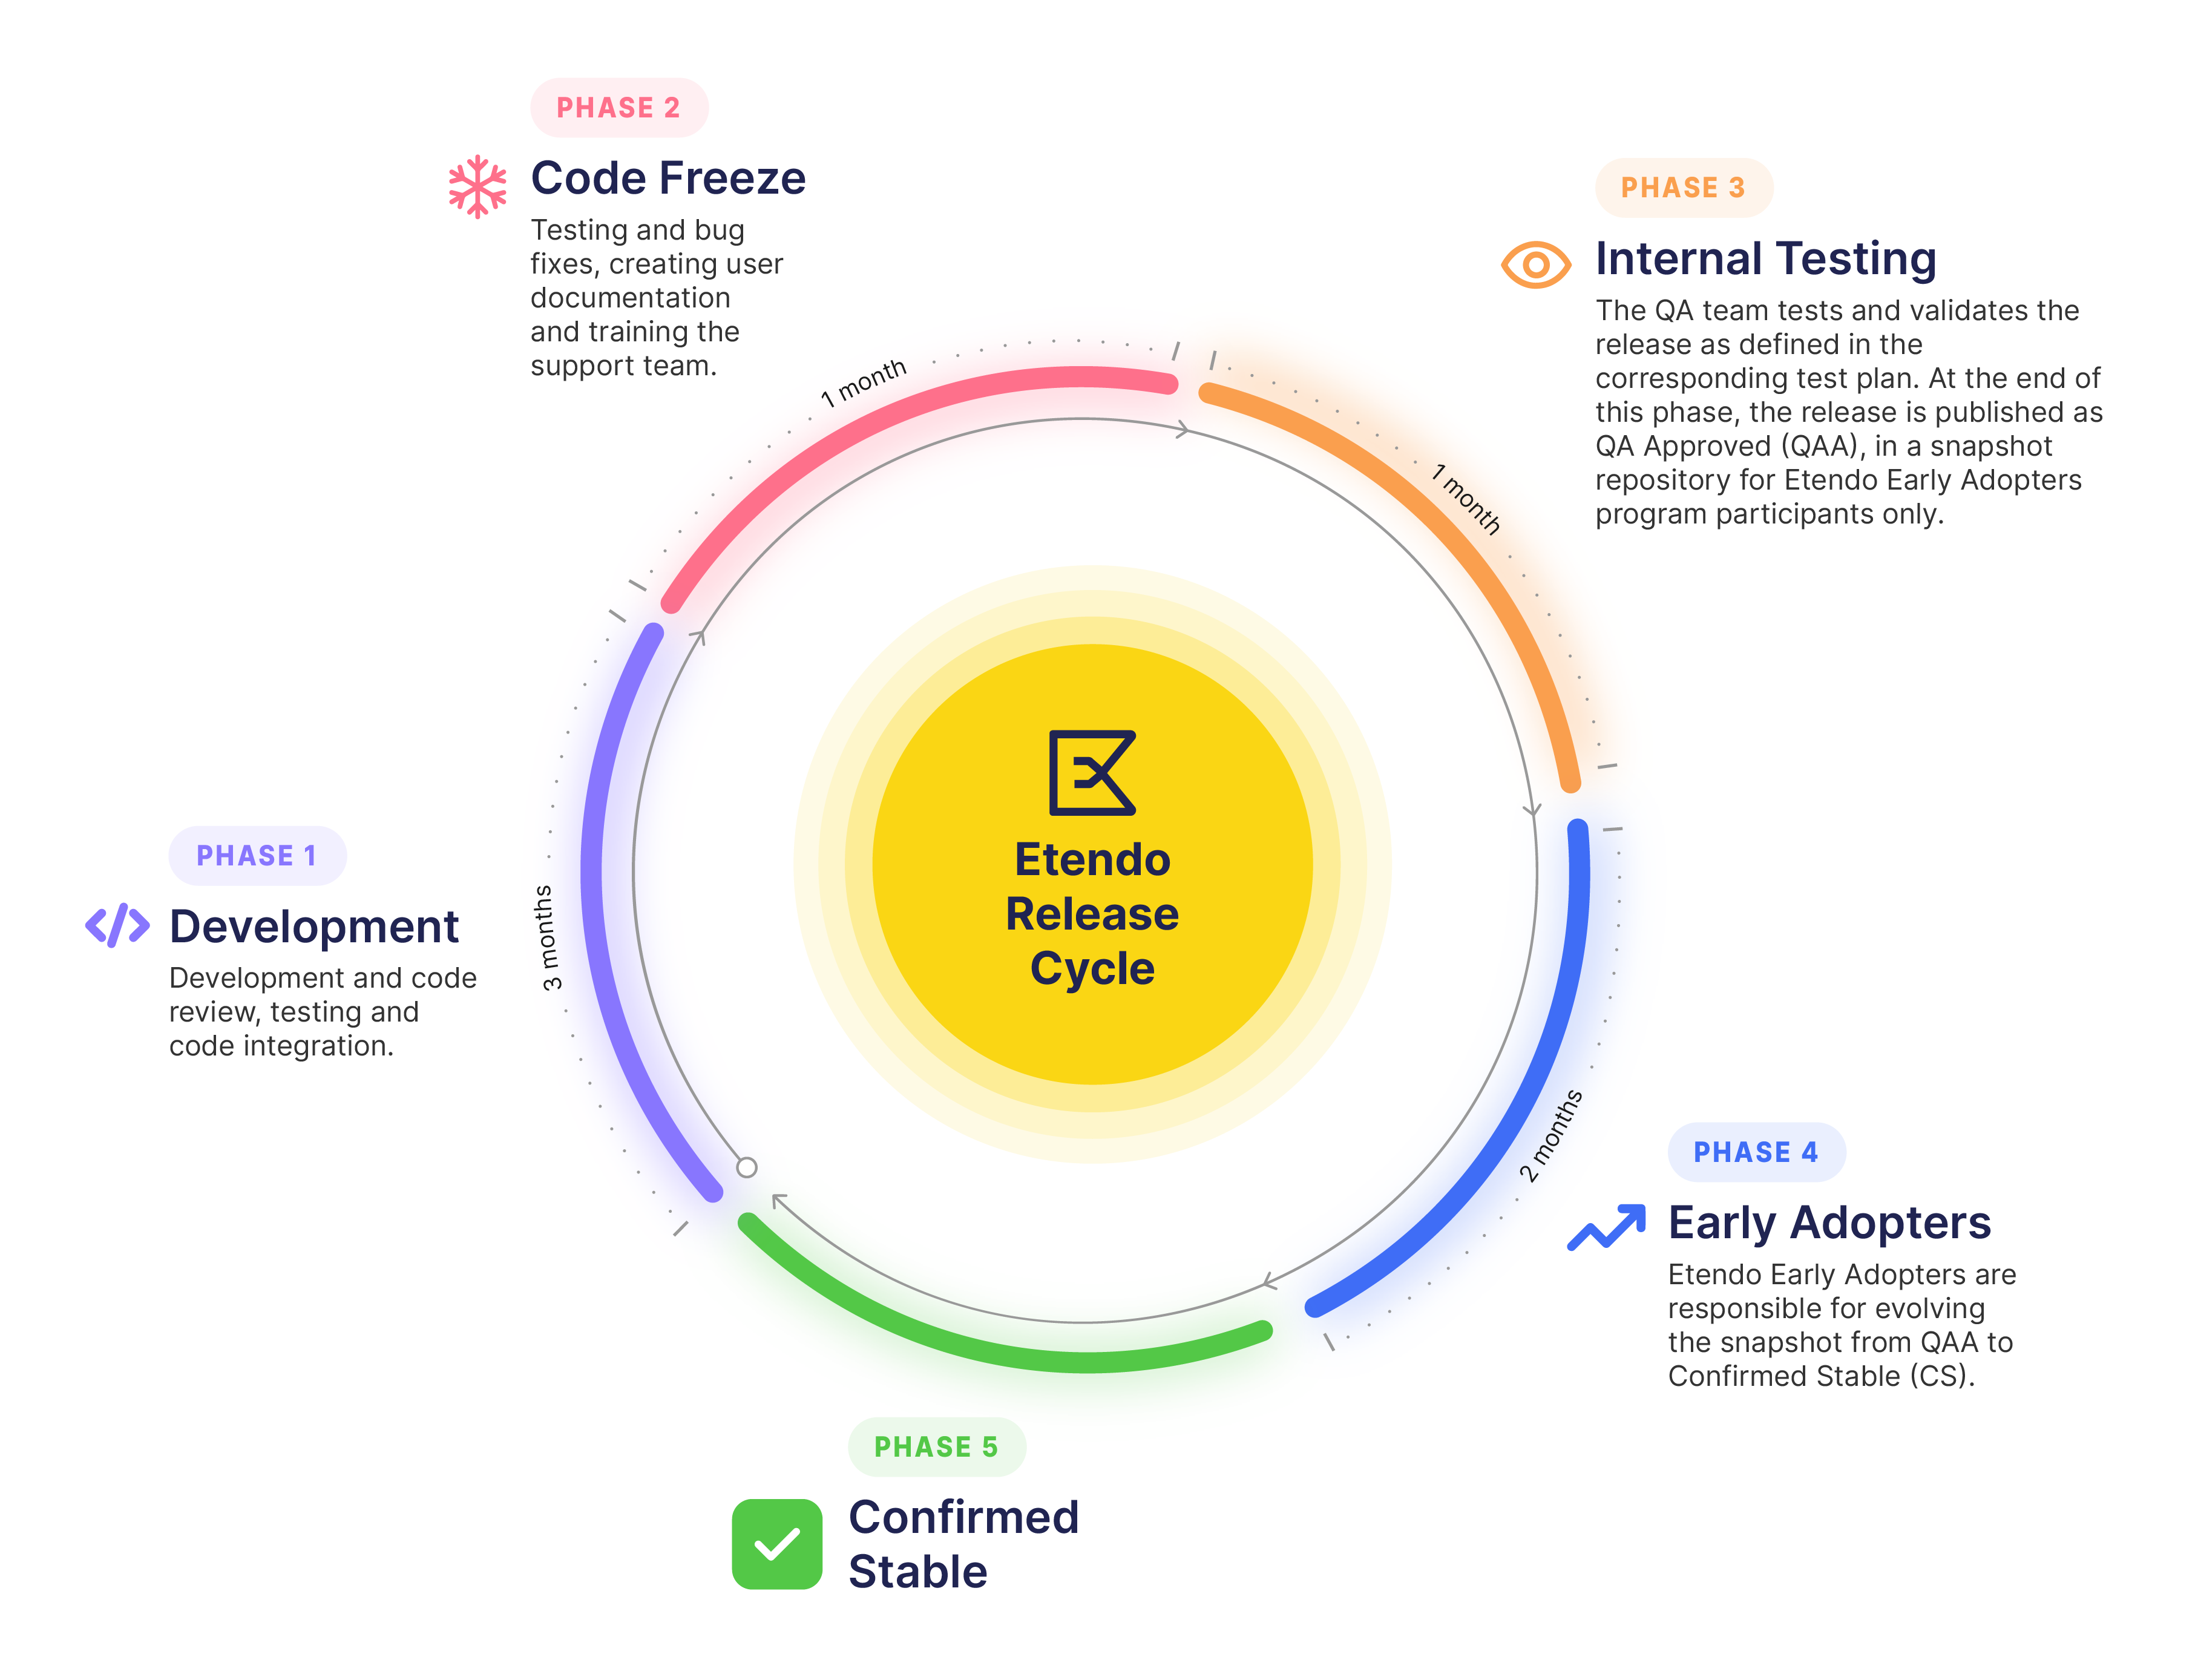 PHASE 2
Code Freeze
Testing and bug
fixes, creating user
documentation
and training the
support team.
PHASE 3
Internal Testing
The QA team tests and validates the
release as defined in the
corresponding test plan. At the end of
this phase, the release is published as
QA Approved (QAA), in a snapshot
repository for Etendo Early Adopters
program participants only.
1 month
1 month
Etendo
Release
Cycle
PHASE 1
Development
Development and code
review, testing and
code integration.
3 months
2 months
PHASE 4
Early Adopters
Etendo Early Adopters are
responsible for evolving
the snapshot from QAA to
Confirmed Stable (CS).
PHASE 5
Confirmed
Stable